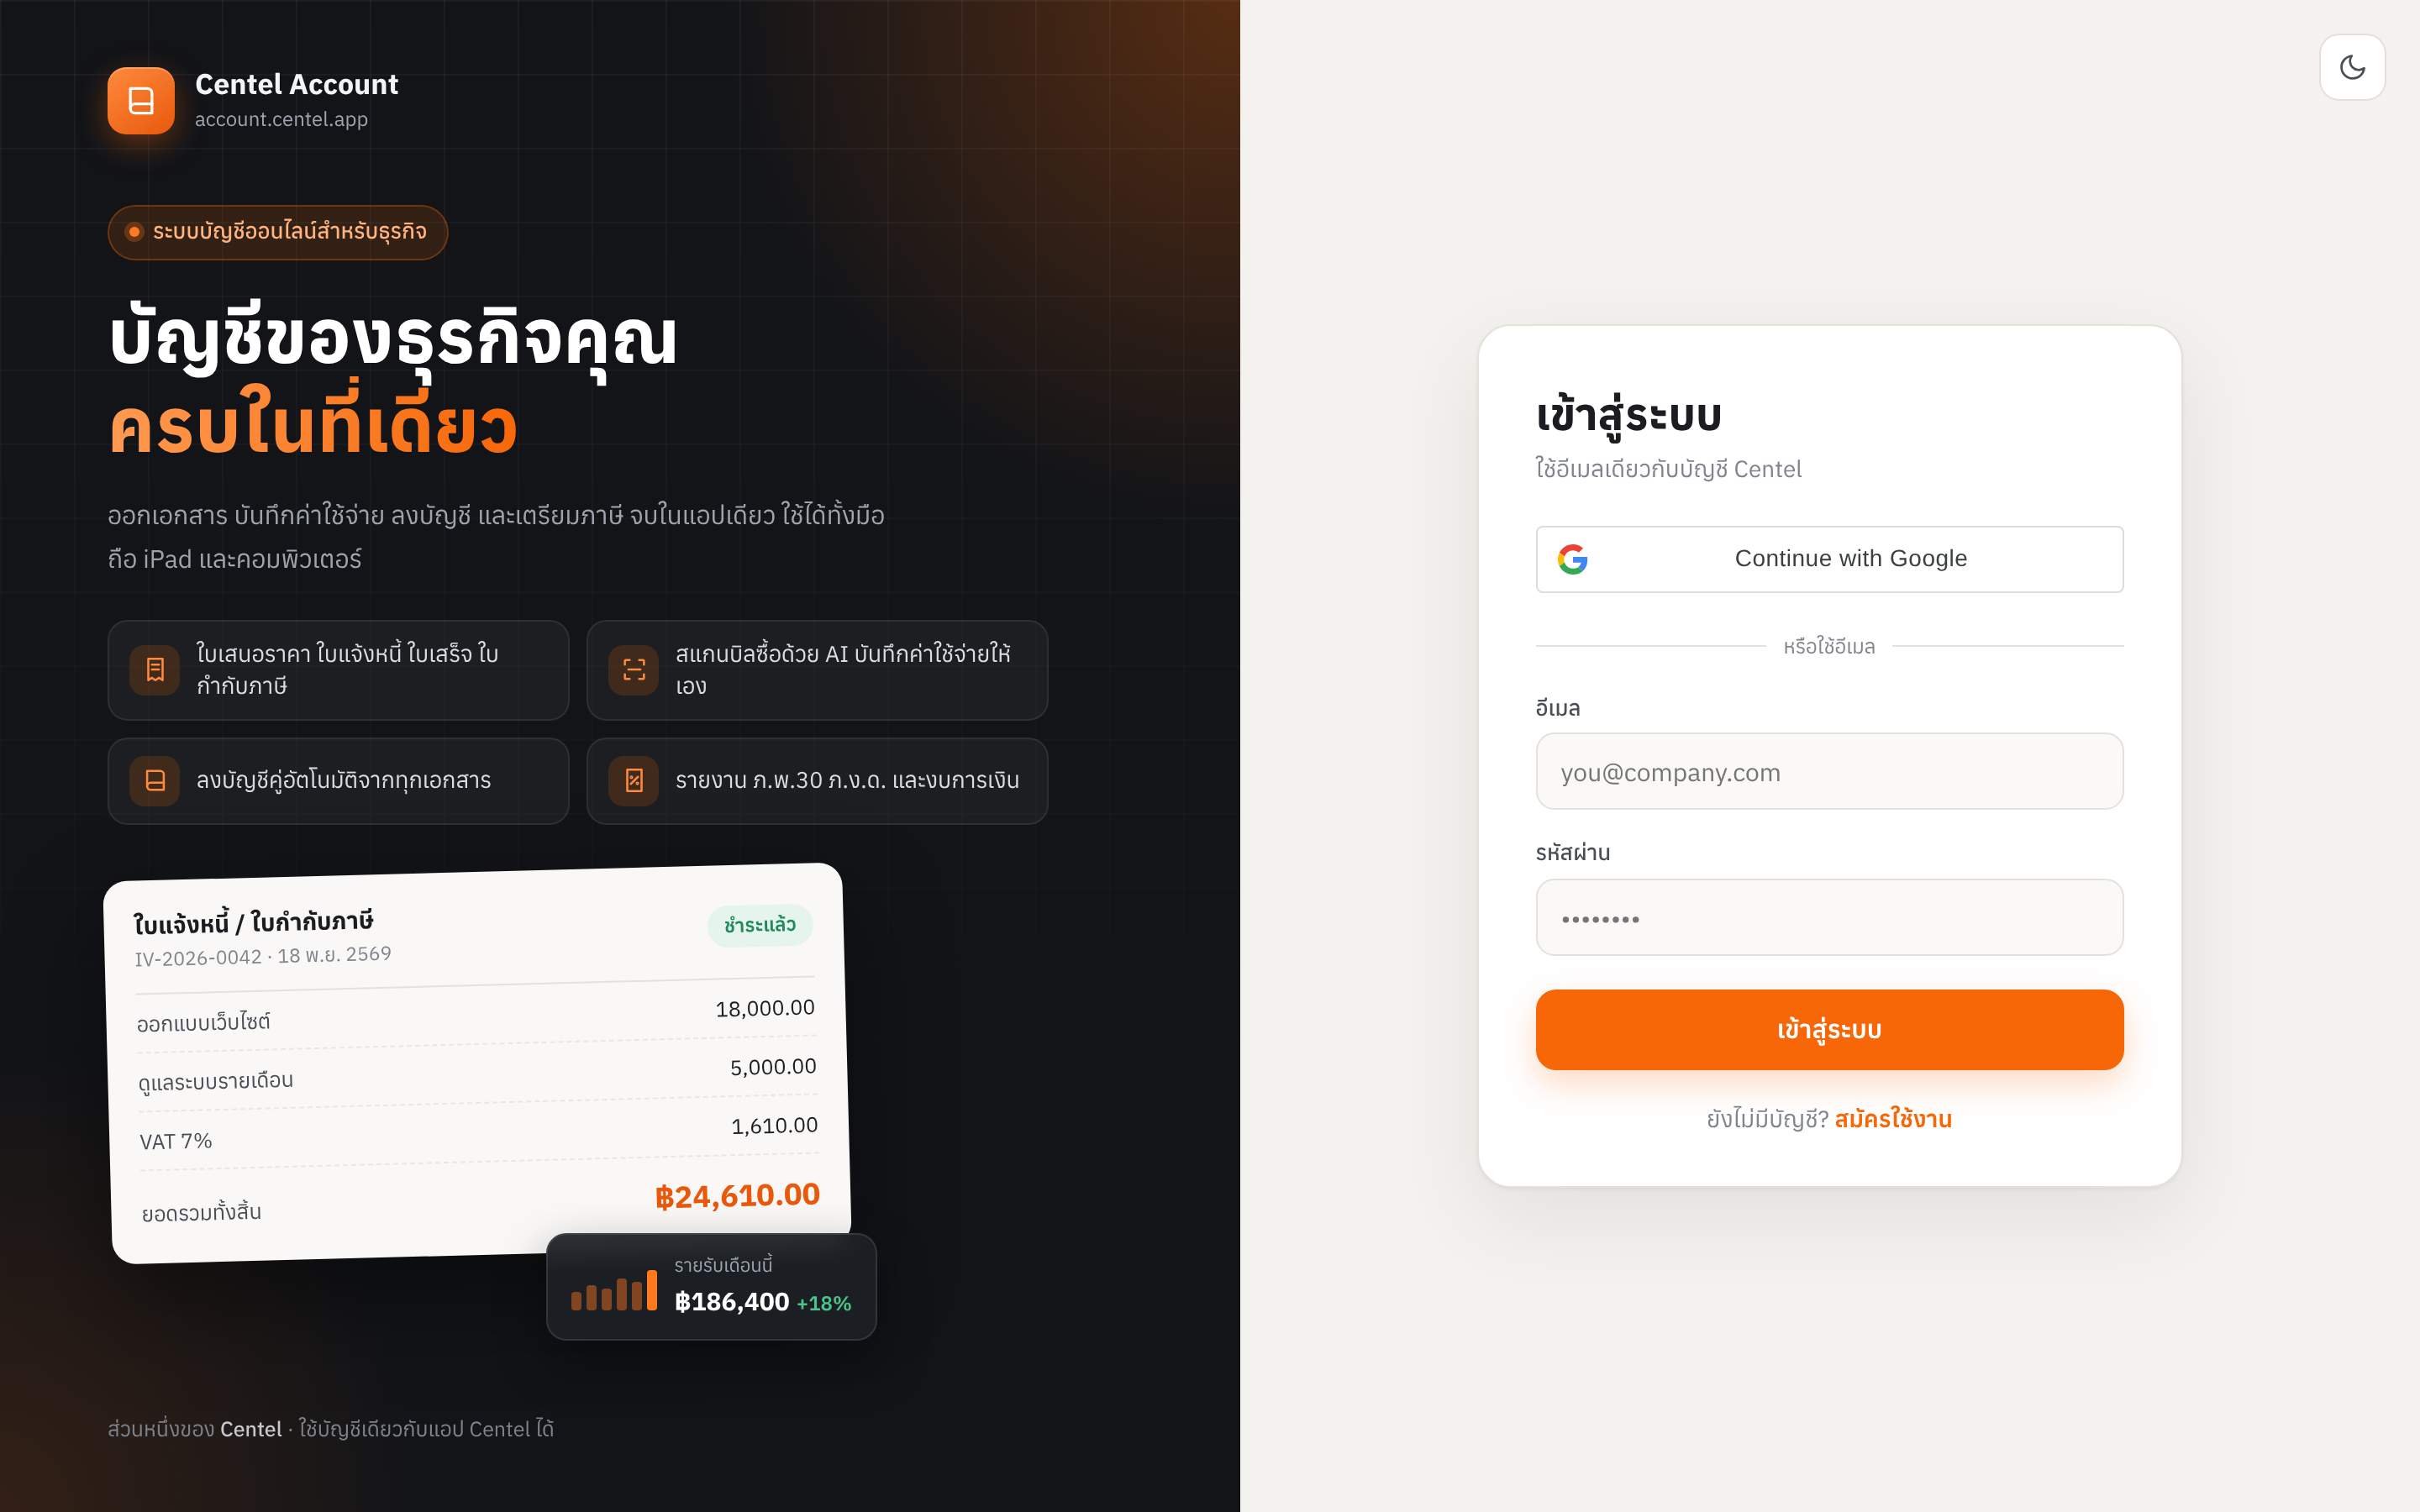 Centel Account
account.centel.app
ระบบบัญชีออนไลน์สำหรับธุรกิจ
บัญชีของธุรกิจคุณ
ครบในที่เดียว
ออกเอกสาร บันทึกค่าใช้จ่าย ลงบัญชี และเตรียมภาษี จบในแอปเดียว ใช้ได้ทั้งมือ
ถือ iPad และคอมพิวเตอร์
ใบเสนอราคา ใบแจ้งหนี้ ใบเสร็จ ใบ
กำกับภาษี
สแกนบิลซื้อด้วย AI บันทึกค่าใช้จ่ายให้
เอง
ลงบัญชีคู่อัตโนมัติจากทุกเอกสาร
รายงาน ภ.พ.30 ภ.ง.ด. และงบการเงิน
ใบแจ้งหนี้ / ใบกำกับภาษี
ชำระแล้ว
IV-2026-0042 · 18 พ.ย. 2569
ออกแบบเว็บไซต์ 18,000.00
ดูแลระบบรายเดือน 5,000.00
VAT 7% 1,610.00
ยอดรวมทั้งสิ้น ฿24,610.00
รายรับเดือนนี้
฿186,400 +18%
ส่วนหนึ่งของ Centel · ใช้บัญชีเดียวกับแอป Centel ได้
เข้าสู่ระบบ
ใช้อีเมลเดียวกับบัญชี Centel
Continue with Google
หรือใช้อีเมล
อีเมล
you@company.com
รหัสผ่าน
••••••••
เข้าสู่ระบบ
ยังไม่มีบัญชี? สมัครใช้งาน